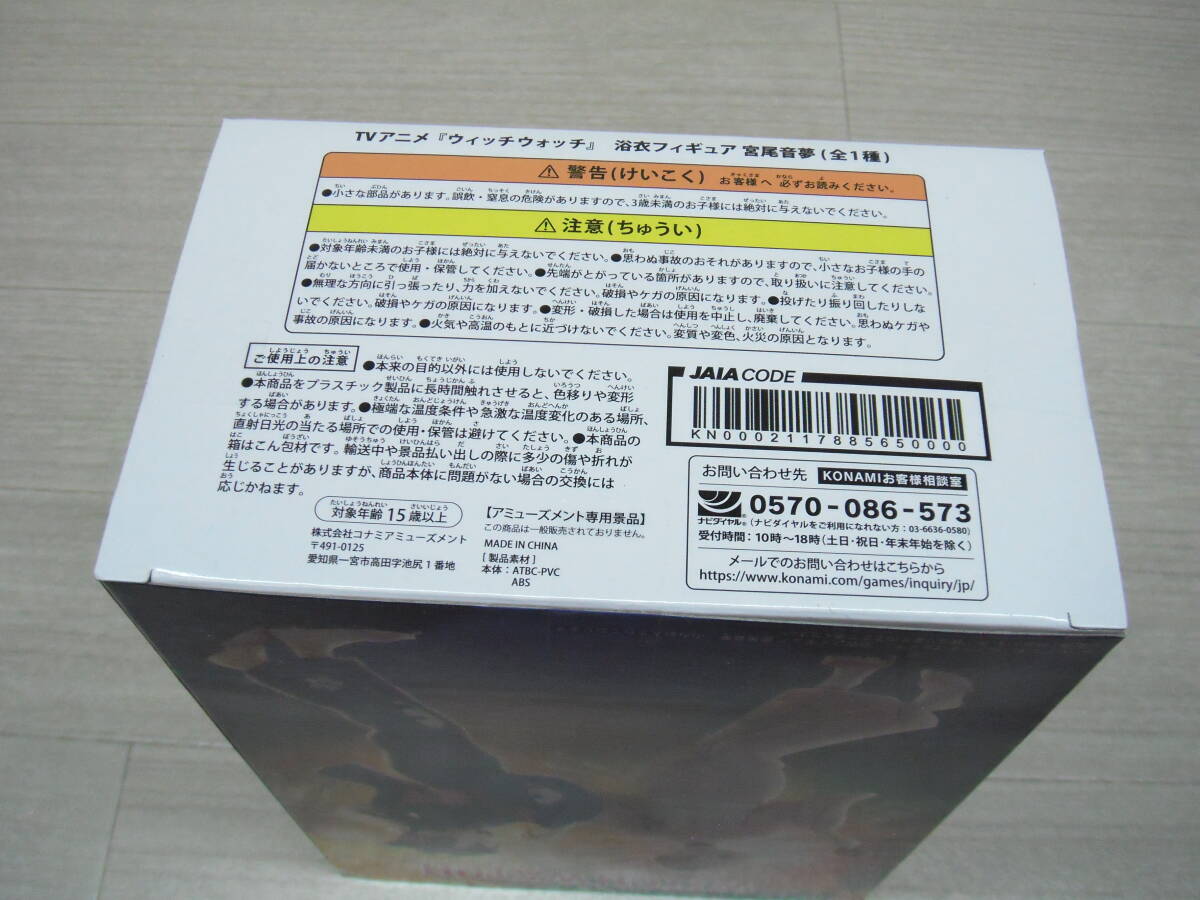 TVアニメ『ウィッチウォッチ』 浴衣フィギュア 宮尾音夢(全1種)
⚠警告(けいこく) お客様へ 必ずお読みください。
●小さな部品があります。誤飲・窒息の危険がありますので、3歳未満のお子様には絶対に与えないでください。
⚠注意(ちゅうい)
●対象年齢未満のお子様には絶対に与えないでください。●思わぬ事故のおそれがありますので、小さなお子様の手の
届かないところで使用・保管してください。●先端がとがっている箇所がありますので、取り扱いに注意してください。
●無理な方向に引っ張ったり、力を加えないでください。破損やケガの原因になります。●投げたり振り回したりしな
いでください。破損やケガの原因になります。●変形・破損した場合は使用を中止し、廃棄してください。思わぬケガや
事故の原因になります。●火気や高温のもとに近づけないでください。変質や変色、火災の原因となります。
ご使用上の注意 ●本来の目的以外には使用しないでください。
●本商品をプラスチック製品に長時間触れさせると、色移りや変形
する場合があります。●極端な温度条件や急激な温度変化のある場所、
直射日光の当たる場所での使用・保管は避けてください。●本商品の
箱はこん包材です。輸送中や景品払い出しの際に多少の傷や折れが
生じることがありますが、商品本体に問題がない場合の交換には
応じかねます。
対象年齢 15歳以上
株式会社コナミアミューズメント
〒491-0125
愛知県一宮市高田字池尻1番地
【アミューズメント専用景品】
この商品は一般販売されておりません。
MADE IN CHINA
[製品素材]
本体：ATBC-PVC
ABS
JAIA CODE
KN00021178856500000
お問い合わせ先 KONAMIお客様相談室
ナビダイヤル® 0570-086-573
(ナビダイヤルをご利用になれない方：03-6636-0580)
受付時間：10時～18時(土日・祝日・年末年始を除く)
メールでのお問い合わせはこちらから
https://www.konami.com/games/inquiry/jp/